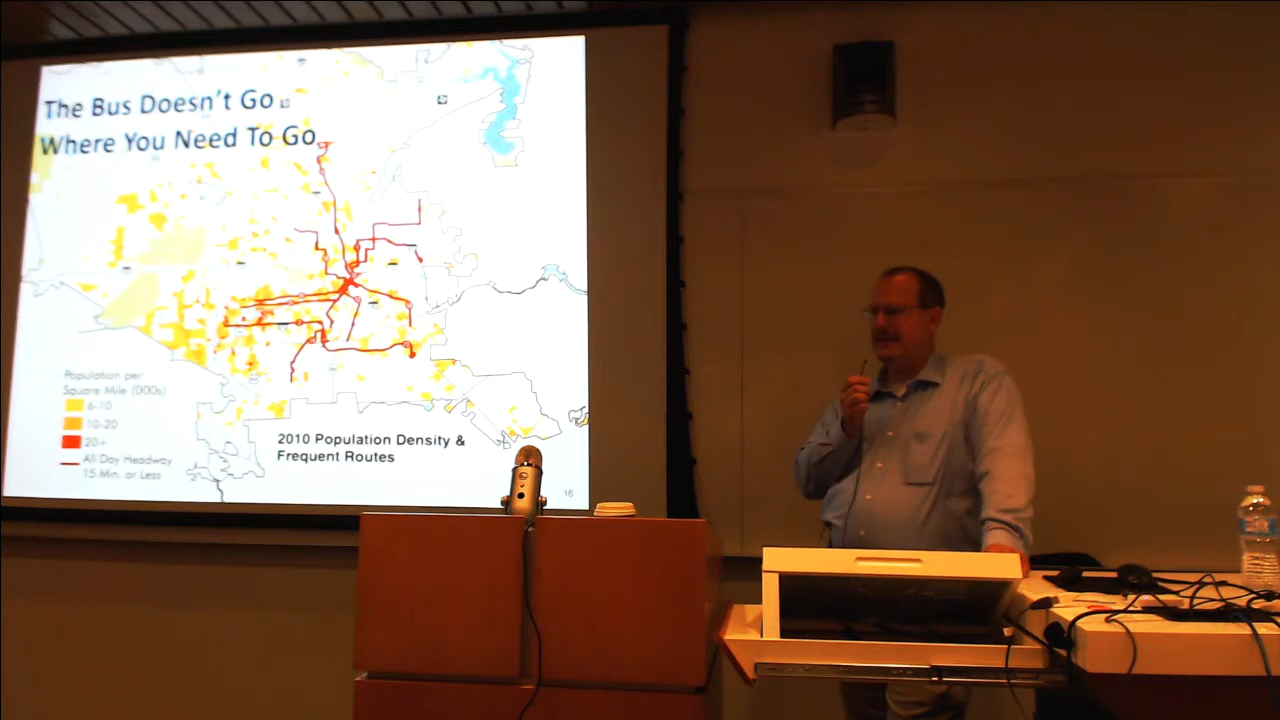 The Bus Doesn't Go
Where You Need To Go
Population per
Square Mile (000s)
6-10
10-20
20+
All Day Headway
15 Min. or Less
2010 Population Density &
Frequent Routes
16